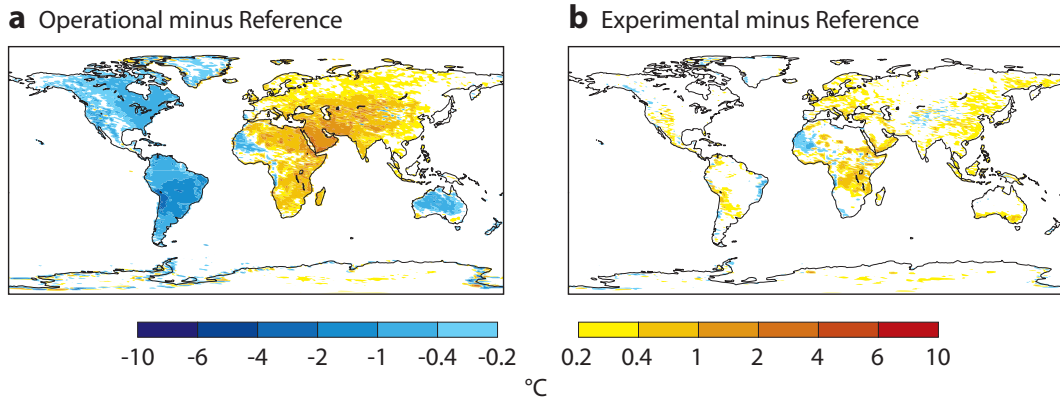 a Operational minus Reference
b Experimental minus Reference
-10 -6 -4 -2 -1 -0.4 -0.2
0.2 0.4 1 2 4 6 10
°C